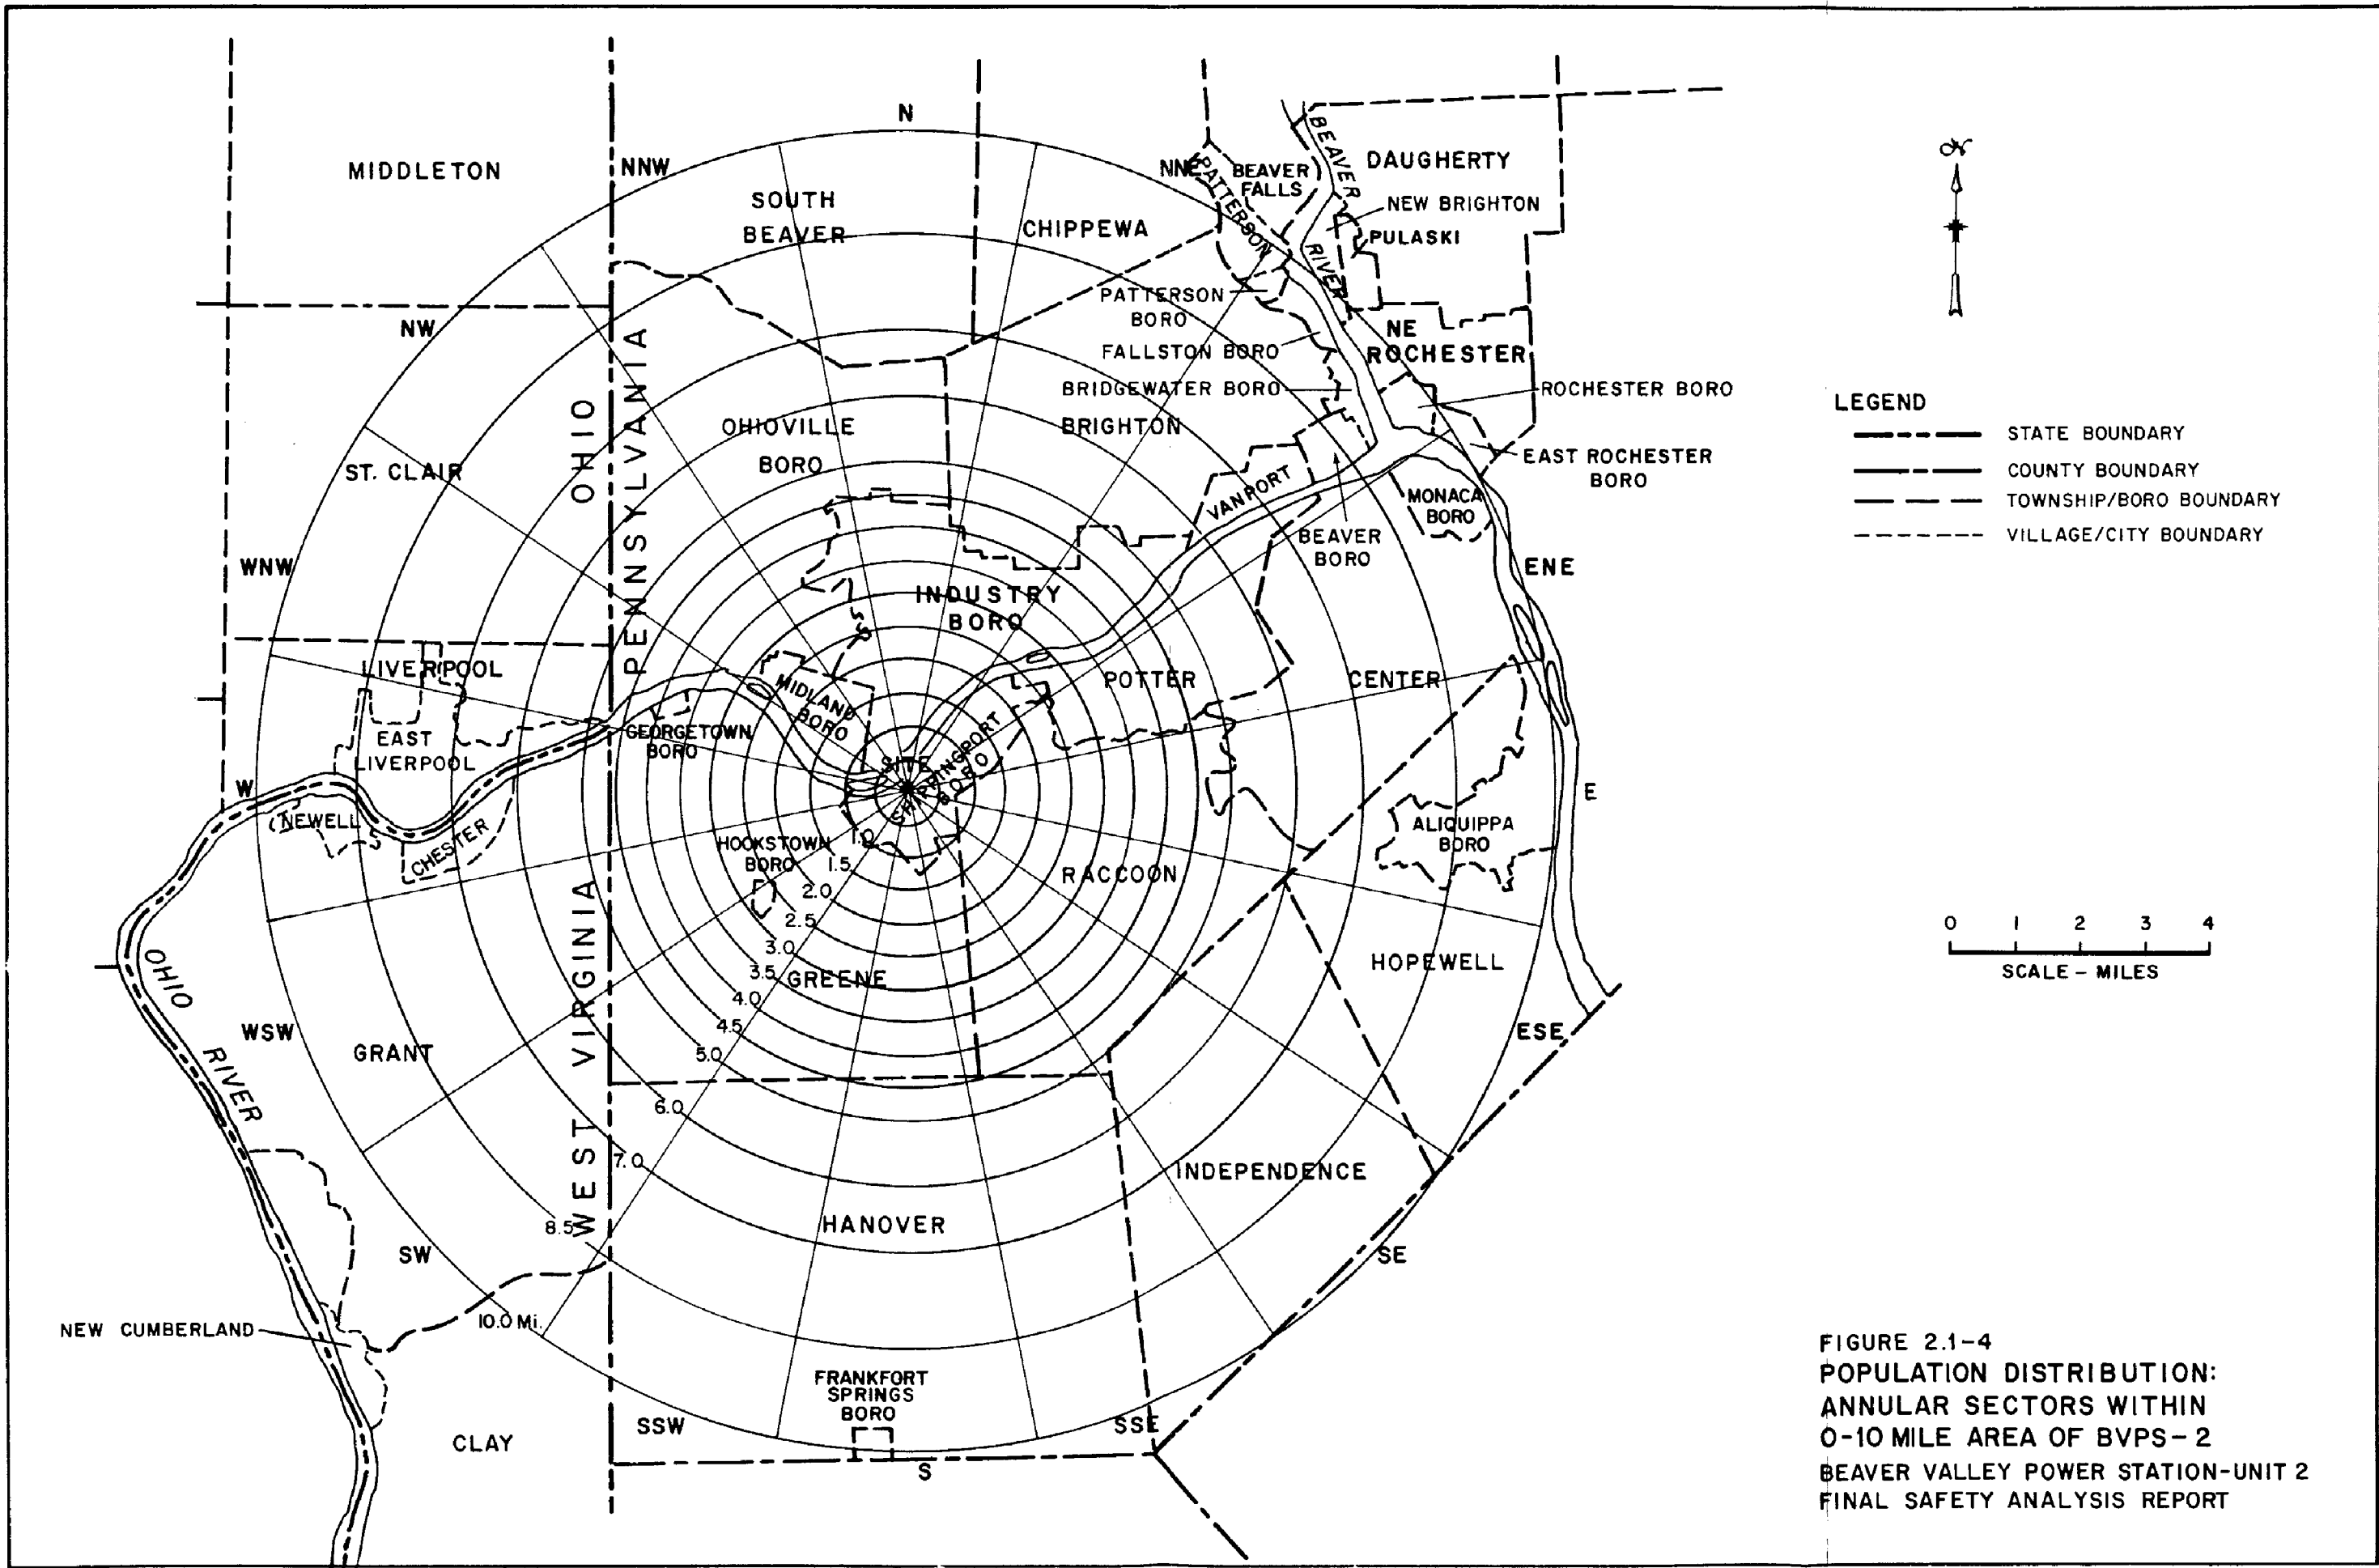 N
MIDDLETON
NNW
NNE
PATTERSON
BEAVER
FALLS
BEAVER
RIVER
DAUGHERTY
SOUTH
BEAVER
CHIPPEWA
NEW BRIGHTON
PULASKI
PATTERSON
BORO
NW
NE
ROCHESTER
FALLSTON BORO
BRIDGEWATER BORO
ROCHESTER BORO
OHIO
PENNSYLVANIA
OHIOVILLE
BORO
BRIGHTON
ST. CLAIR
EAST ROCHESTER
BORO
VANPORT
MONACA
BORO
BEAVER
BORO
WNW
ENE
INDUSTRY
BORO
LIVERPOOL
MIDLAND
BORO
POTTER
CENTER
GEORGETOWN
BORO
EAST
LIVERPOOL
SITE
SHIPPINGPORT
BORO
W
E
NEWELL
CHESTER
HOOKSTOWN
BORO
ALIQUIPPA
BORO
RACCOON
1.0
1.5
2.0
2.5
3.0
3.5
4.0
4.5
5.0
6.0
7.0
8.5
10.0 Mi.
GREENE
HOPEWELL
OHIO
RIVER
WEST VIRGINIA
WSW
GRANT
ESE
INDEPENDENCE
HANOVER
SW
SE
NEW CUMBERLAND
FRANKFORT
SPRINGS
BORO
CLAY
SSW
S
SSE
N
LEGEND
STATE BOUNDARY
COUNTY BOUNDARY
TOWNSHIP/BORO BOUNDARY
VILLAGE/CITY BOUNDARY
0 1 2 3 4
SCALE - MILES
FIGURE 2.1-4
POPULATION DISTRIBUTION:
ANNULAR SECTORS WITHIN
0-10 MILE AREA OF BVPS-2
BEAVER VALLEY POWER STATION-UNIT 2
FINAL SAFETY ANALYSIS REPORT